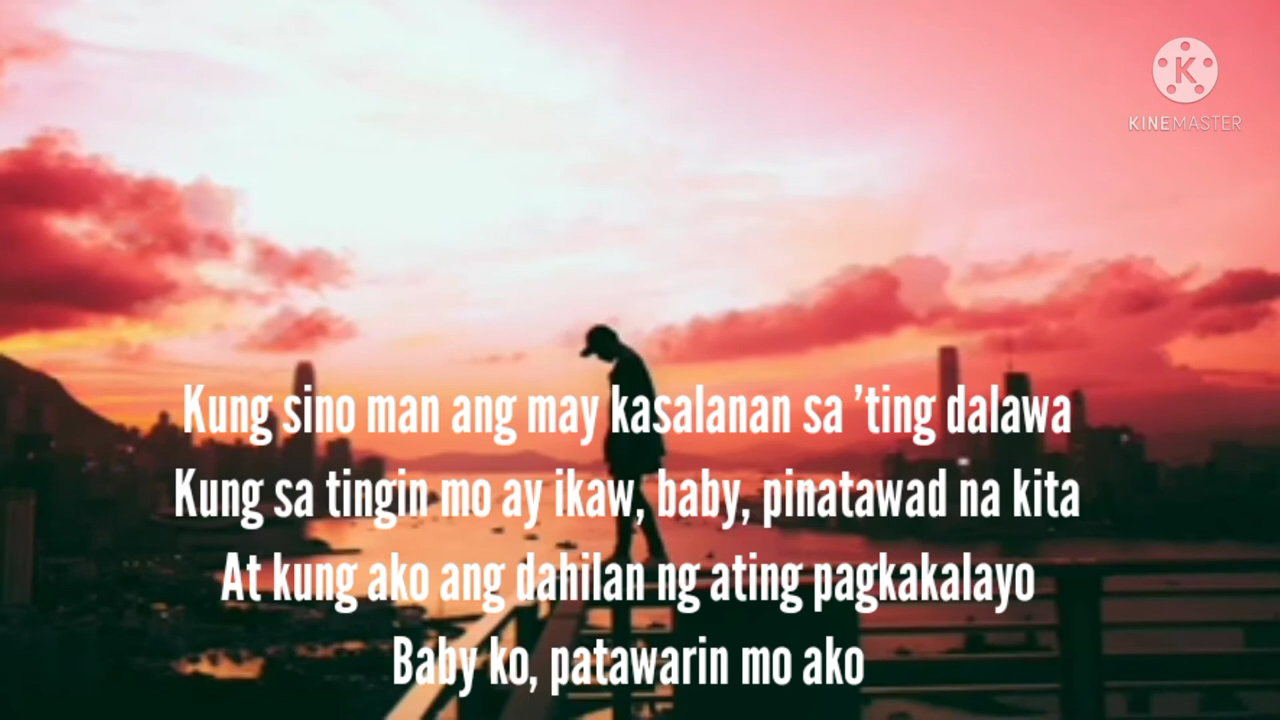 KINEMASTER
Kung sino man ang may kasalanan sa ’ting dalawa
Kung sa tingin mo ay ikaw, baby, pinatawad na kita
At kung ako ang dahilan ng ating pagkakalayo
Baby ko, patawarin mo ako